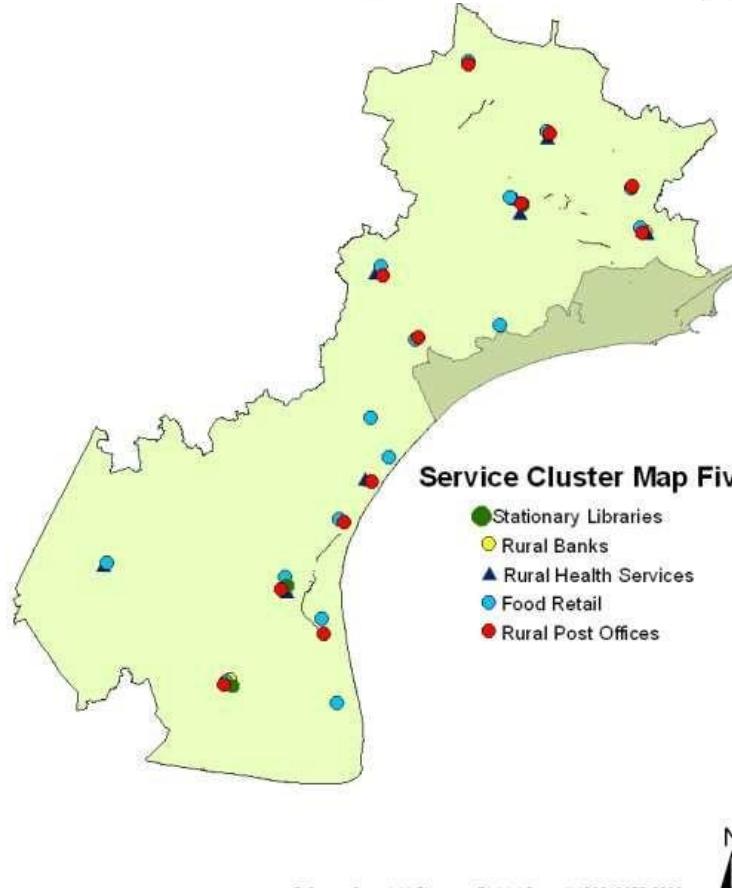 Service Cluster Map Fiv
Stationary Libraries
Rural Banks
Rural Health Services
Food Retail
Rural Post Offices
N